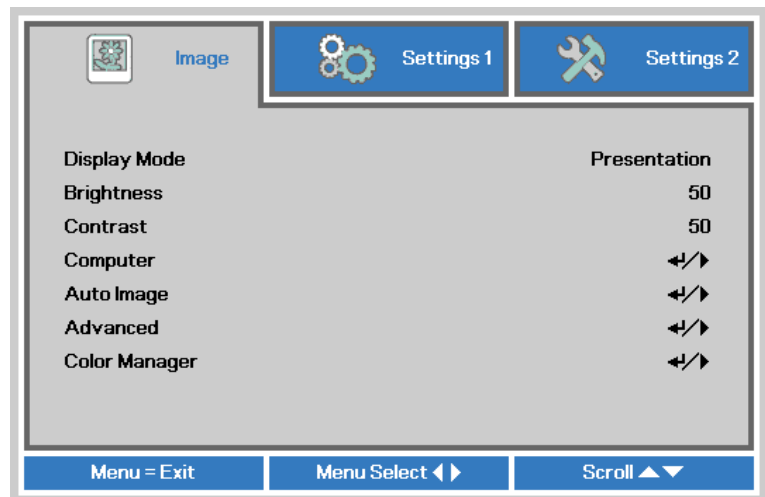 Image
Settings 1
Settings 2
Display Mode Presentation
Brightness 50
Contrast 50
Computer
Auto Image
Advanced
Color Manager
Menu = Exit
Menu Select
Scroll